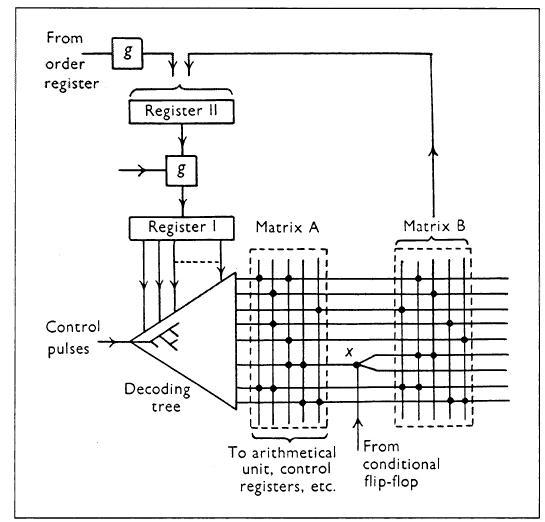 From
order
register
g
Register II
g
Register I
Matrix A
Matrix B
Control
pulses
x
Decoding
tree
To arithmetical
unit, control
registers, etc.
From
conditional
flip-flop